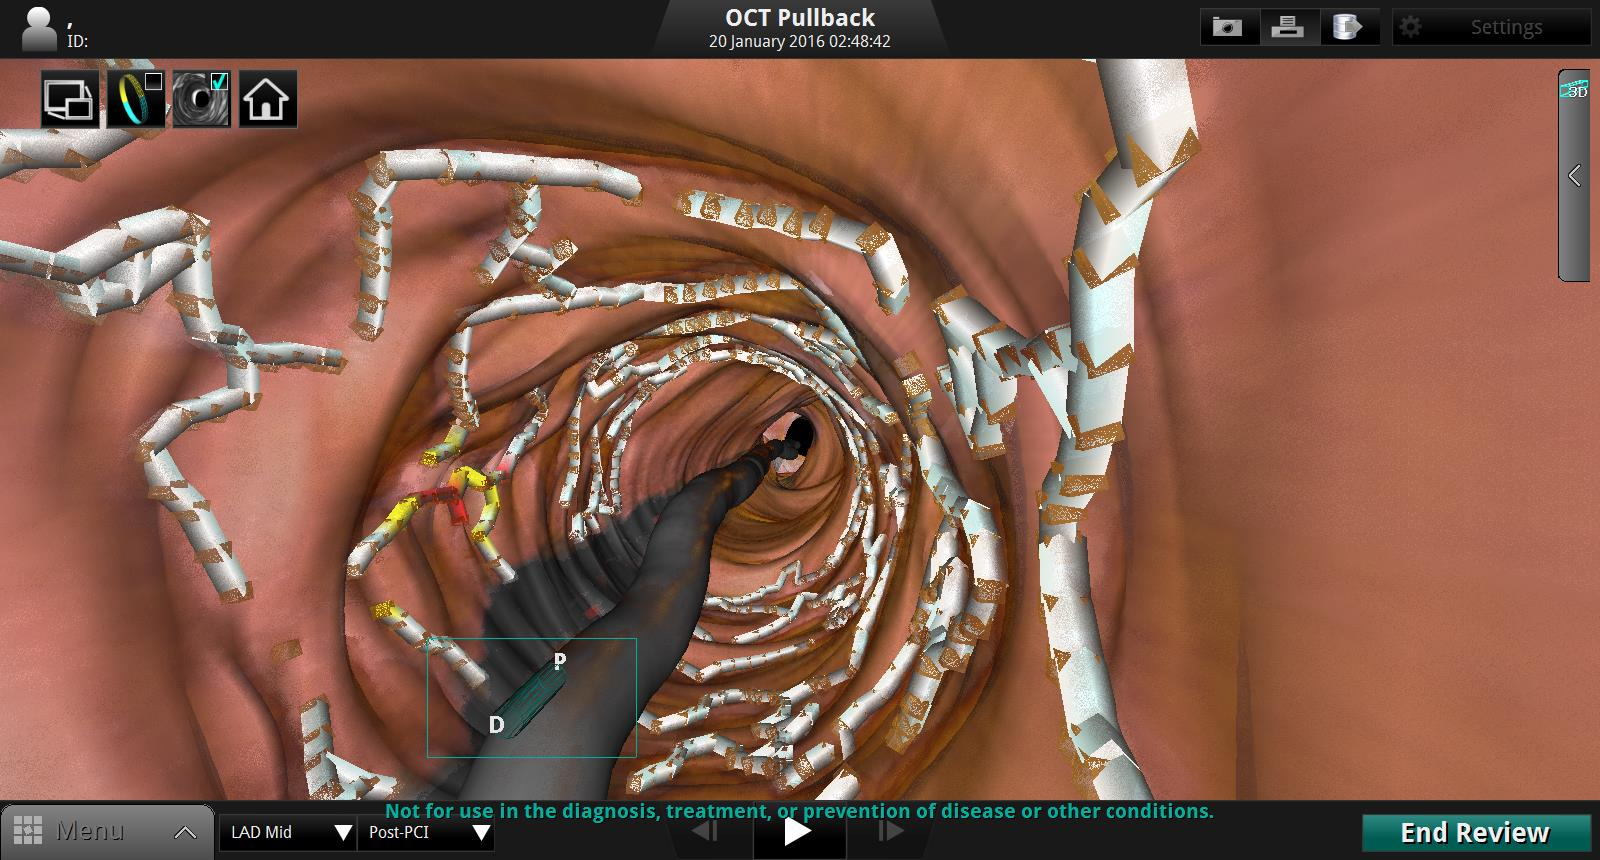 OCT Pullback
,
20 January 2016 02:48:42
ID:
Settings
3D
P
D
Not for use in the diagnosis, treatment, or prevention of disease or other conditions.
Menu
LAD Mid
Post-PCI
End Review